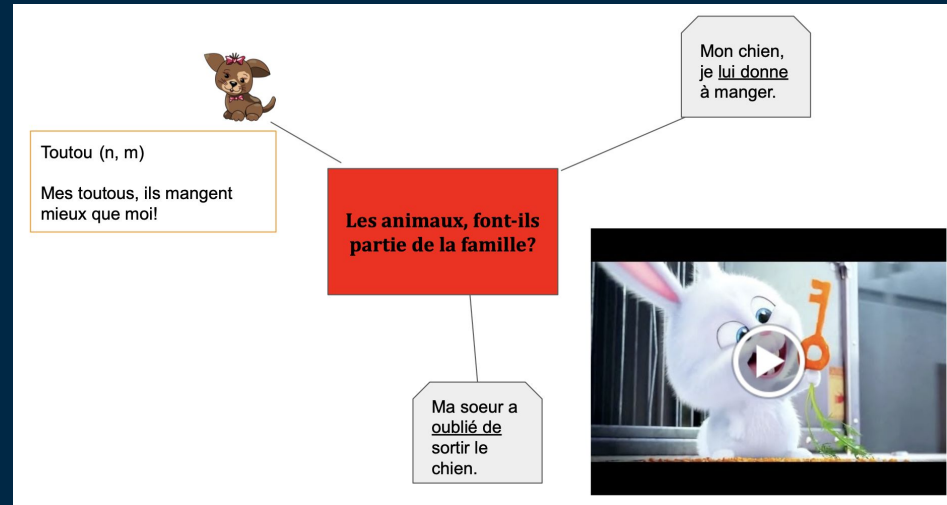 Mon chien,
je lui donne
à manger.
Toutou (n, m)
Mes toutous, ils mangent
mieux que moi!
Les animaux, font-ils
partie de la famille?
Ma soeur a
oublié de
sortir le
chien.